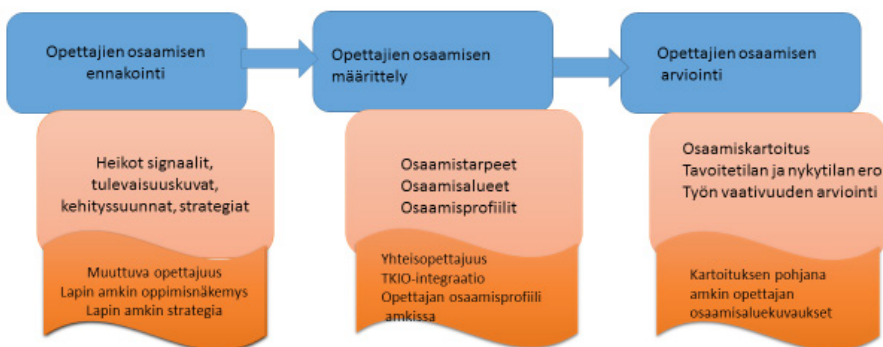 Opettajien osaamisen
ennakointi
Heikot signaalit,
tulevaisuuskuvat,
kehityssuunnat, strategiat
Muuttuva opettajuus
Lapin amkin oppimisnäkemys
Lapin amkin strategia
Opettajien osaamisen
määrittely
Osaamistarpeet
Osaamisalueet
Osaamisprofiilit
Yhteisopettajuus
TKIO-integraatio
Opettajan osaamisprofiili
amkissa
Opettajien osaamisen
arviointi
Osaamiskartoitus
Tavoitetilan ja nykytilan ero
Työn vaativuuden arviointi
Kartoituksen pohjana
amkin opettajan
osaamisaluekuvaukset